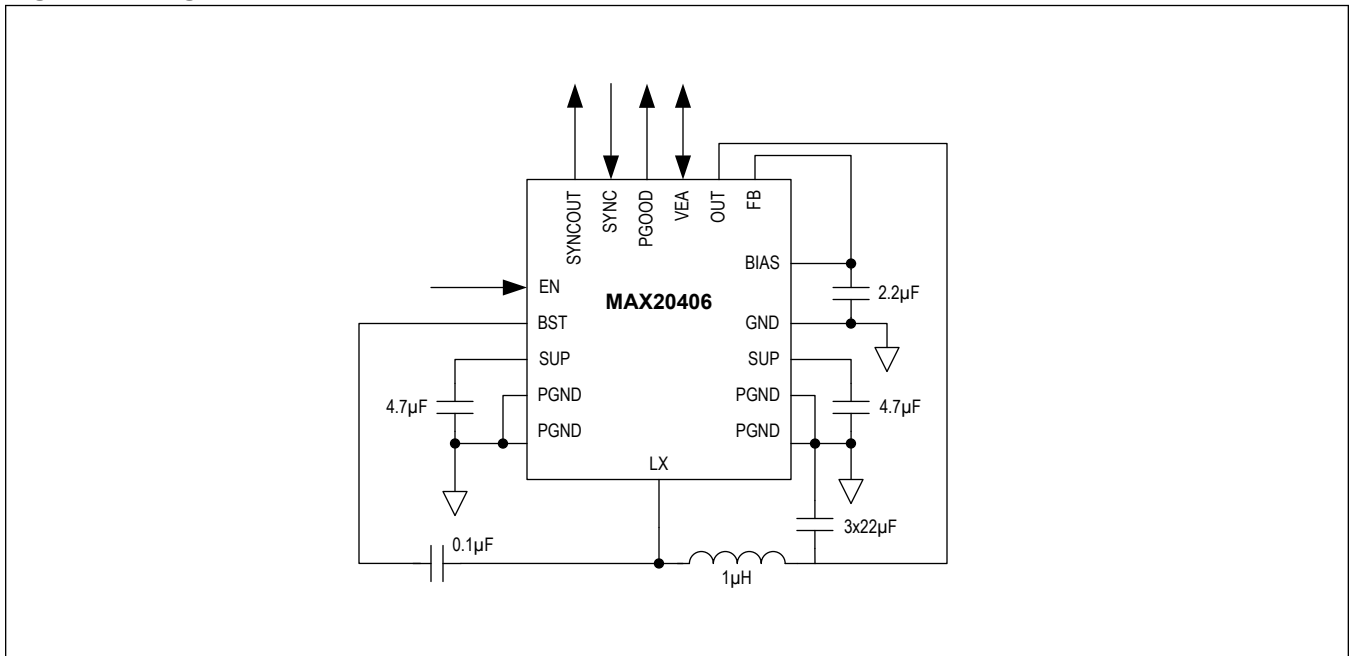 SYNCOUT
SYNC
PGOOD
VEA
OUT
FB
BIAS
EN
2.2µF
MAX20406
BST
GND
SUP
SUP
4.7µF
PGND
PGND
4.7µF
PGND
PGND
LX
3x22µF
0.1µF
1µH